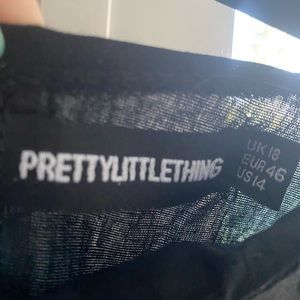 PRETTYLITTLETHING
UK 18
EUR 46
US 14